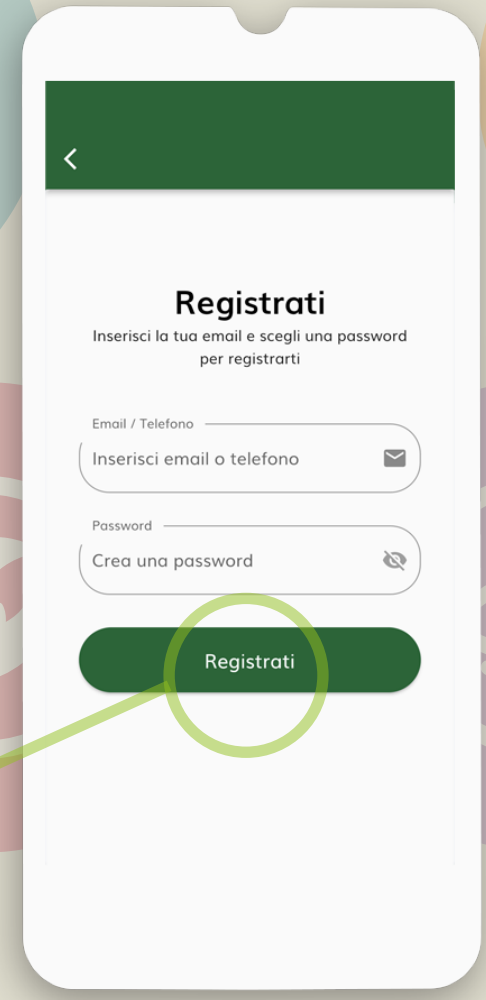 Registrati
Inserisci la tua email e scegli una password
per registrarti
Email / Telefono
Inserisci email o telefono
Password
Crea una password
Registrati